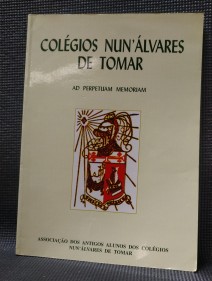 COLÉGIOS NUN'ÁLVARES
DE TOMAR
AD PERPETUAM MEMORIAM
ASSOCIAÇÃO DOS ANTIGOS ALUNOS DOS COLÉGIOS
NUN'ÁLVARES DE TOMAR